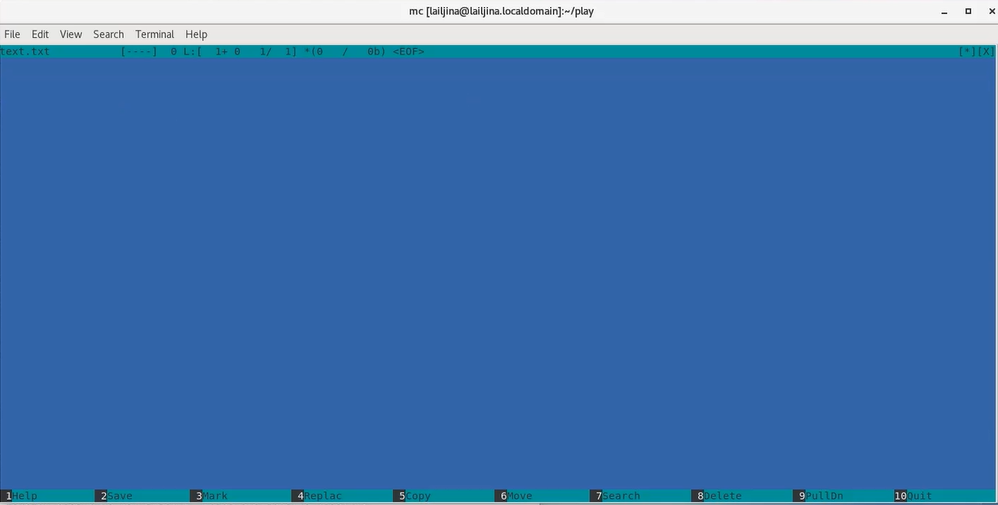 mc [lailjina@lailjina.localdomain]:~/play
File Edit View Search Terminal Help
text.txt [----] 0 L:[ 1+ 0 1/ 1] *(0 / 0b) <EOF> [*][X]
1Help 2Save 3Mark 4Replac 5Copy 6Move 7Search 8Delete 9PullDn 10Quit